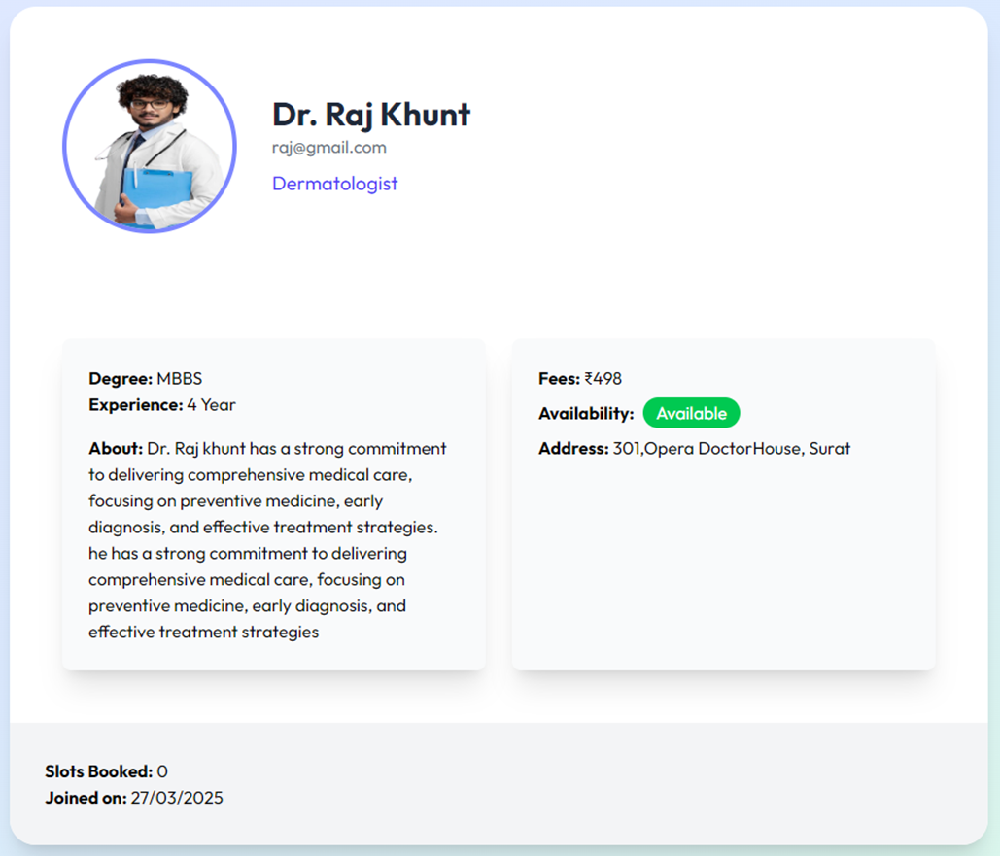 Dr. Raj Khunt
raj@gmail.com
Dermatologist
Degree: MBBS
Experience: 4 Year
About: Dr. Raj khunt has a strong commitment
to delivering comprehensive medical care,
focusing on preventive medicine, early
diagnosis, and effective treatment strategies.
he has a strong commitment to delivering
comprehensive medical care, focusing on
preventive medicine, early diagnosis, and
effective treatment strategies
Fees: ₹498
Availability: Available
Address: 301,Opera DoctorHouse, Surat
Slots Booked: 0
Joined on: 27/03/2025